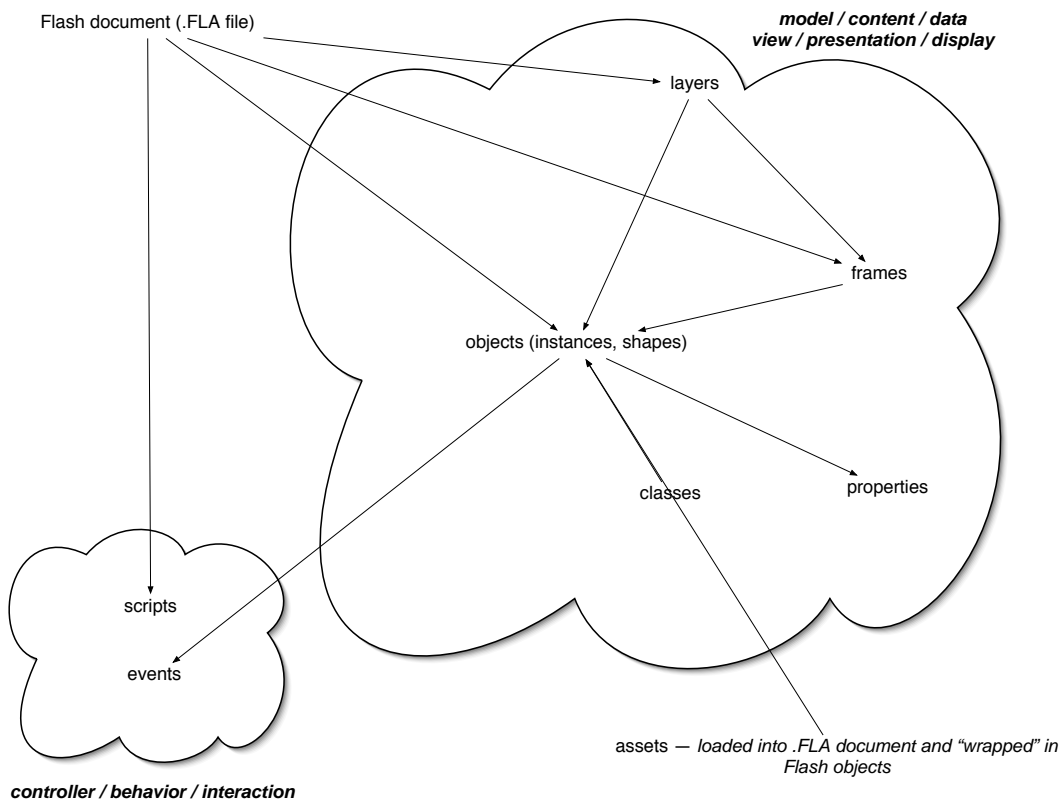 Flash document (.FLA file)
model / content / data
view / presentation / display
layers
frames
objects (instances, shapes)
classes
properties
scripts
events
assets — loaded into .FLA document and “wrapped” in
Flash objects
controller / behavior / interaction